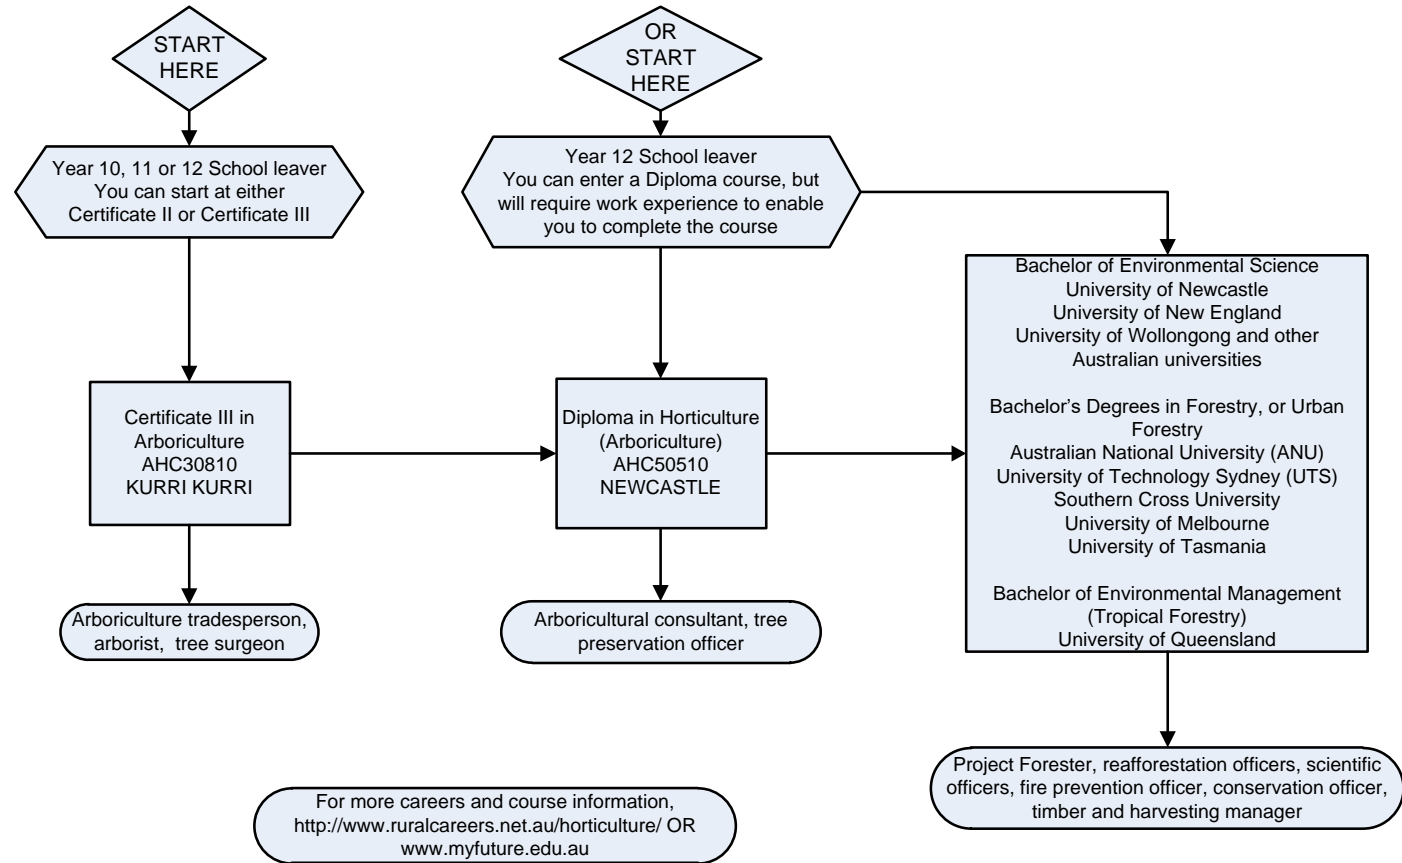 START
HERE
OR
START
HERE
Year 10, 11 or 12 School leaver
You can start at either
Certificate II or Certificate III
Year 12 School leaver
You can enter a Diploma course, but
will require work experience to enable
you to complete the course
Bachelor of Environmental Science
University of Newcastle
University of New England
University of Wollongong and other
Australian universities
Bachelor’s Degrees in Forestry, or Urban
Forestry
Australian National University (ANU)
University of Technology Sydney (UTS)
Southern Cross University
University of Melbourne
University of Tasmania
Bachelor of Environmental Management
(Tropical Forestry)
University of Queensland
Certificate III in
Arboriculture
AHC30810
KURRI KURRI
Diploma in Horticulture
(Arboriculture)
AHC50510
NEWCASTLE
Arboriculture tradesperson,
arborist, tree surgeon
Arboricultural consultant, tree
preservation officer
Project Forester, reafforestation officers, scientific
officers, fire prevention officer, conservation officer,
timber and harvesting manager
For more careers and course information,
http://www.ruralcareers.net.au/horticulture/ OR
www.myfuture.edu.au